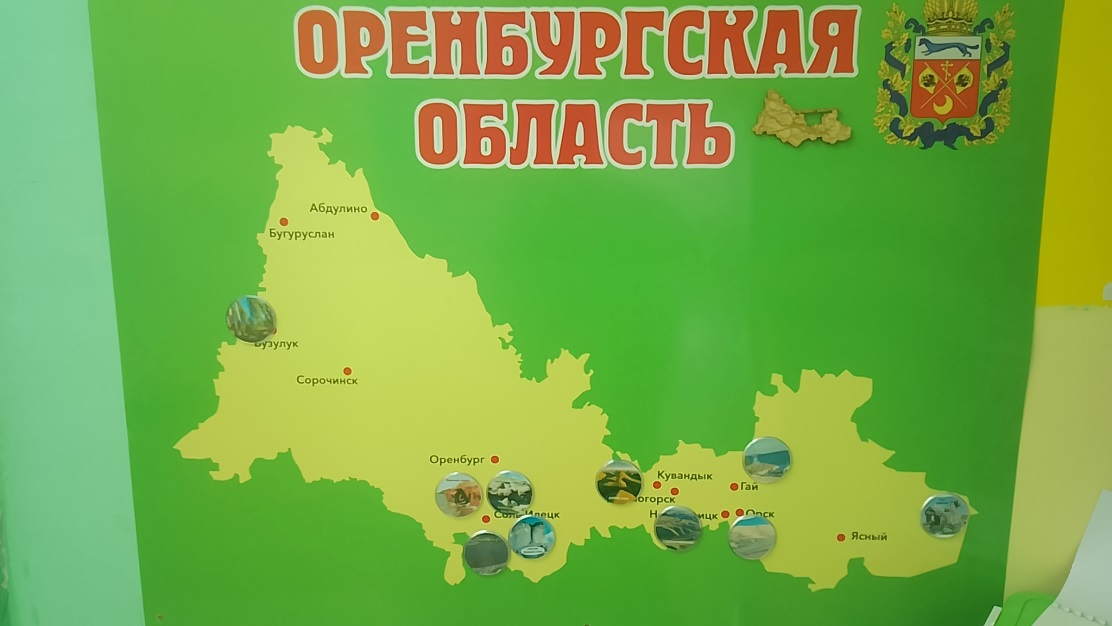 ОРЕНБУРГСКАЯ
ОБЛАСТЬ
Абдулино
Бугуруслан
Бузулук
Сорочинск
Оренбург
Кувандык
Гай
Орск
Ясный